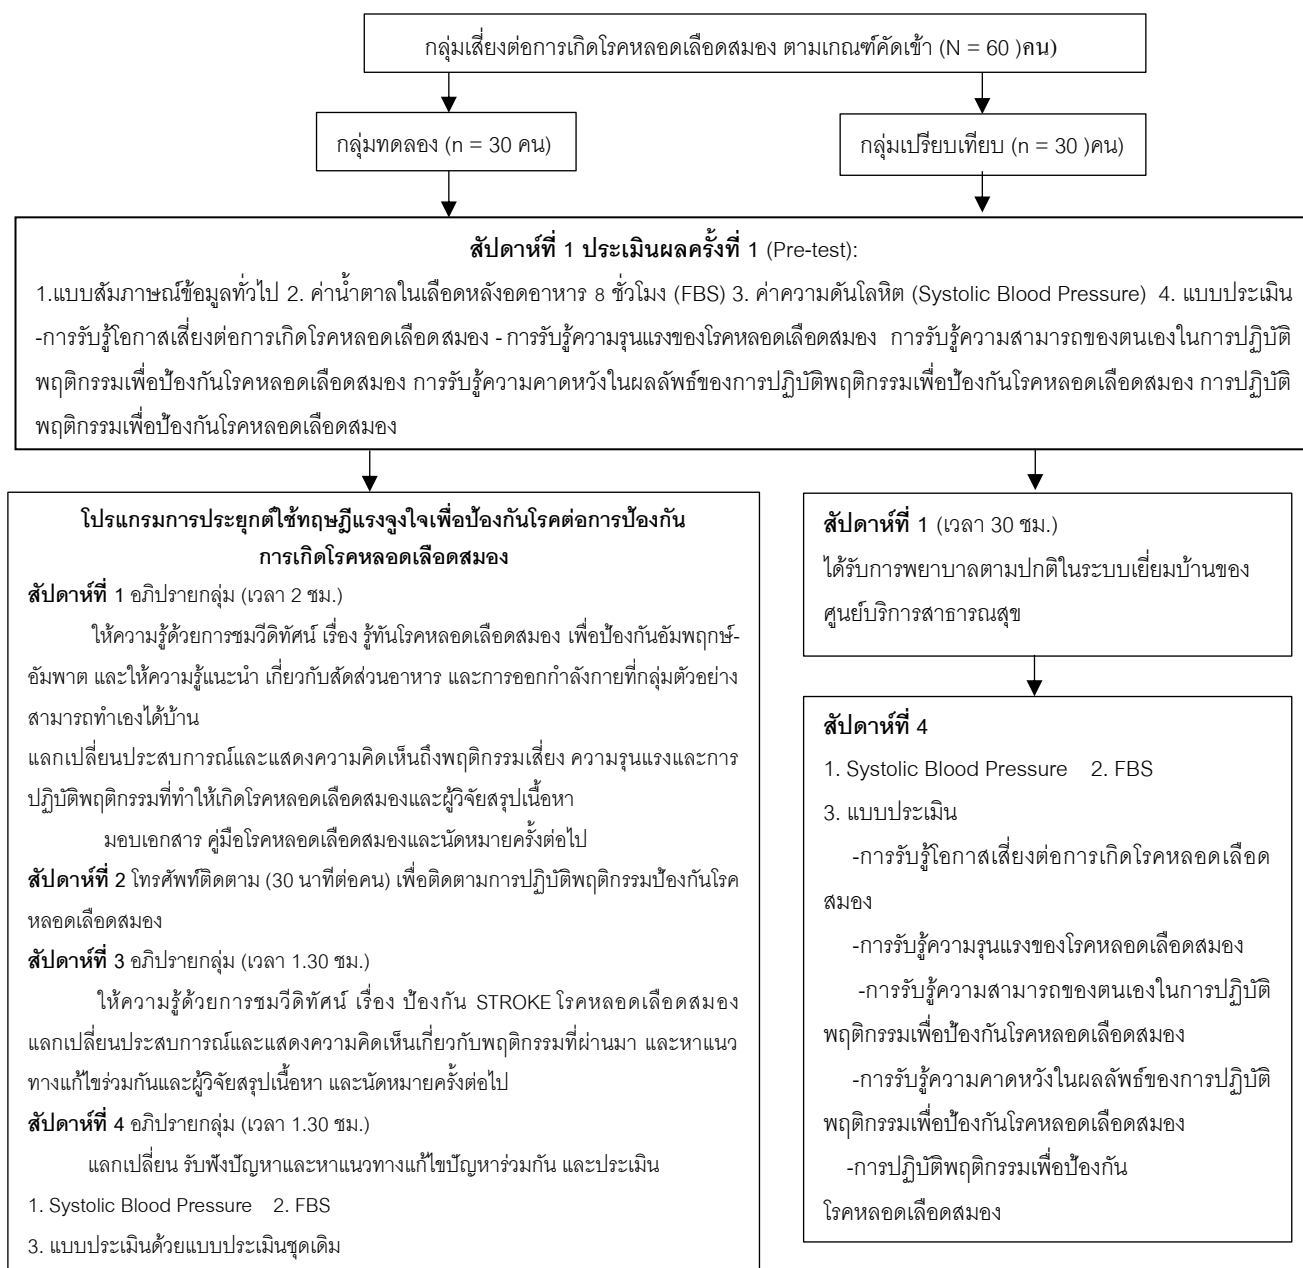 กลุ่มเสี่ยงต่อการเกิดโรคหลอดเลือดสมอง ตามเกณฑ์คัดเข้า (N = 60 )คน)
กลุ่มทดลอง (n = 30 คน)
กลุ่มเปรียบเทียบ (n = 30 )คน)
สัปดาห์ที่ 1 ประเมินผลครั้งที่ 1 (Pre-test):
1.แบบสัมภาษณ์ข้อมูลทั่วไป 2. ค่าน้ำตาลในเลือดหลังอดอาหาร 8 ชั่วโมง (FBS) 3. ค่าความดันโลหิต (Systolic Blood Pressure) 4. แบบประเมิน
-การรับรู้โอกาสเสี่ยงต่อการเกิดโรคหลอดเลือดสมอง - การรับรู้ความรุนแรงของโรคหลอดเลือดสมอง การรับรู้ความสามารถของตนเองในการปฏิบัติ
พฤติกรรมเพื่อป้องกันโรคหลอดเลือดสมอง การรับรู้ความคาดหวังในผลลัพธ์ของการปฏิบัติพฤติกรรมเพื่อป้องกันโรคหลอดเลือดสมอง การปฏิบัติ
พฤติกรรมเพื่อป้องกันโรคหลอดเลือดสมอง
โปรแกรมการประยุกต์ใช้ทฤษฎีแรงจูงใจเพื่อป้องกันโรคต่อการป้องกัน
การเกิดโรคหลอดเลือดสมอง
สัปดาห์ที่ 1 อภิปรายกลุ่ม (เวลา 2 ชม.)
ให้ความรู้ด้วยการชมวีดิทัศน์ เรื่อง รู้ทันโรคหลอดเลือดสมอง เพื่อป้องกันอัมพฤกษ์-
อัมพาต และให้ความรู้แนะนำ เกี่ยวกับสัดส่วนอาหาร และการออกกำลังกายที่กลุ่มตัวอย่าง
สามารถทำเองได้บ้าน
แลกเปลี่ยนประสบการณ์และแสดงความคิดเห็นถึงพฤติกรรมเสี่ยง ความรุนแรงและการ
ปฏิบัติพฤติกรรมที่ทำให้เกิดโรคหลอดเลือดสมองและผู้วิจัยสรุปเนื้อหา
มอบเอกสาร คู่มือโรคหลอดเลือดสมองและนัดหมายครั้งต่อไป
สัปดาห์ที่ 2 โทรศัพท์ติดตาม (30 นาทีต่อคน) เพื่อติดตามการปฏิบัติพฤติกรรมป้องกันโรค
หลอดเลือดสมอง
สัปดาห์ที่ 3 อภิปรายกลุ่ม (เวลา 1.30 ชม.)
ให้ความรู้ด้วยการชมวีดิทัศน์ เรื่อง ป้องกัน STROKE โรคหลอดเลือดสมอง
แลกเปลี่ยนประสบการณ์และแสดงความคิดเห็นเกี่ยวกับพฤติกรรมที่ผ่านมา และหาแนว
ทางแก้ไขร่วมกันและผู้วิจัยสรุปเนื้อหา และนัดหมายครั้งต่อไป
สัปดาห์ที่ 4 อภิปรายกลุ่ม (เวลา 1.30 ชม.)
แลกเปลี่ยน รับฟังปัญหาและหาแนวทางแก้ไขปัญหาร่วมกัน และประเมิน
1. Systolic Blood Pressure 2. FBS
3. แบบประเมินด้วยแบบประเมินชุดเดิม
สัปดาห์ที่ 1 (เวลา 30 ชม.)
ได้รับการพยาบาลตามปกติในระบบเยี่ยมบ้านของ
ศูนย์บริการสาธารณสุข
สัปดาห์ที่ 4
1. Systolic Blood Pressure 2. FBS
3. แบบประเมิน
-การรับรู้โอกาสเสี่ยงต่อการเกิดโรคหลอดเลือด
สมอง
-การรับรู้ความรุนแรงของโรคหลอดเลือดสมอง
-การรับรู้ความสามารถของตนเองในการปฏิบัติ
พฤติกรรมเพื่อป้องกันโรคหลอดเลือดสมอง
-การรับรู้ความคาดหวังในผลลัพธ์ของการปฏิบัติ
พฤติกรรมเพื่อป้องกันโรคหลอดเลือดสมอง
-การปฏิบัติพฤติกรรมเพื่อป้องกัน
โรคหลอดเลือดสมอง